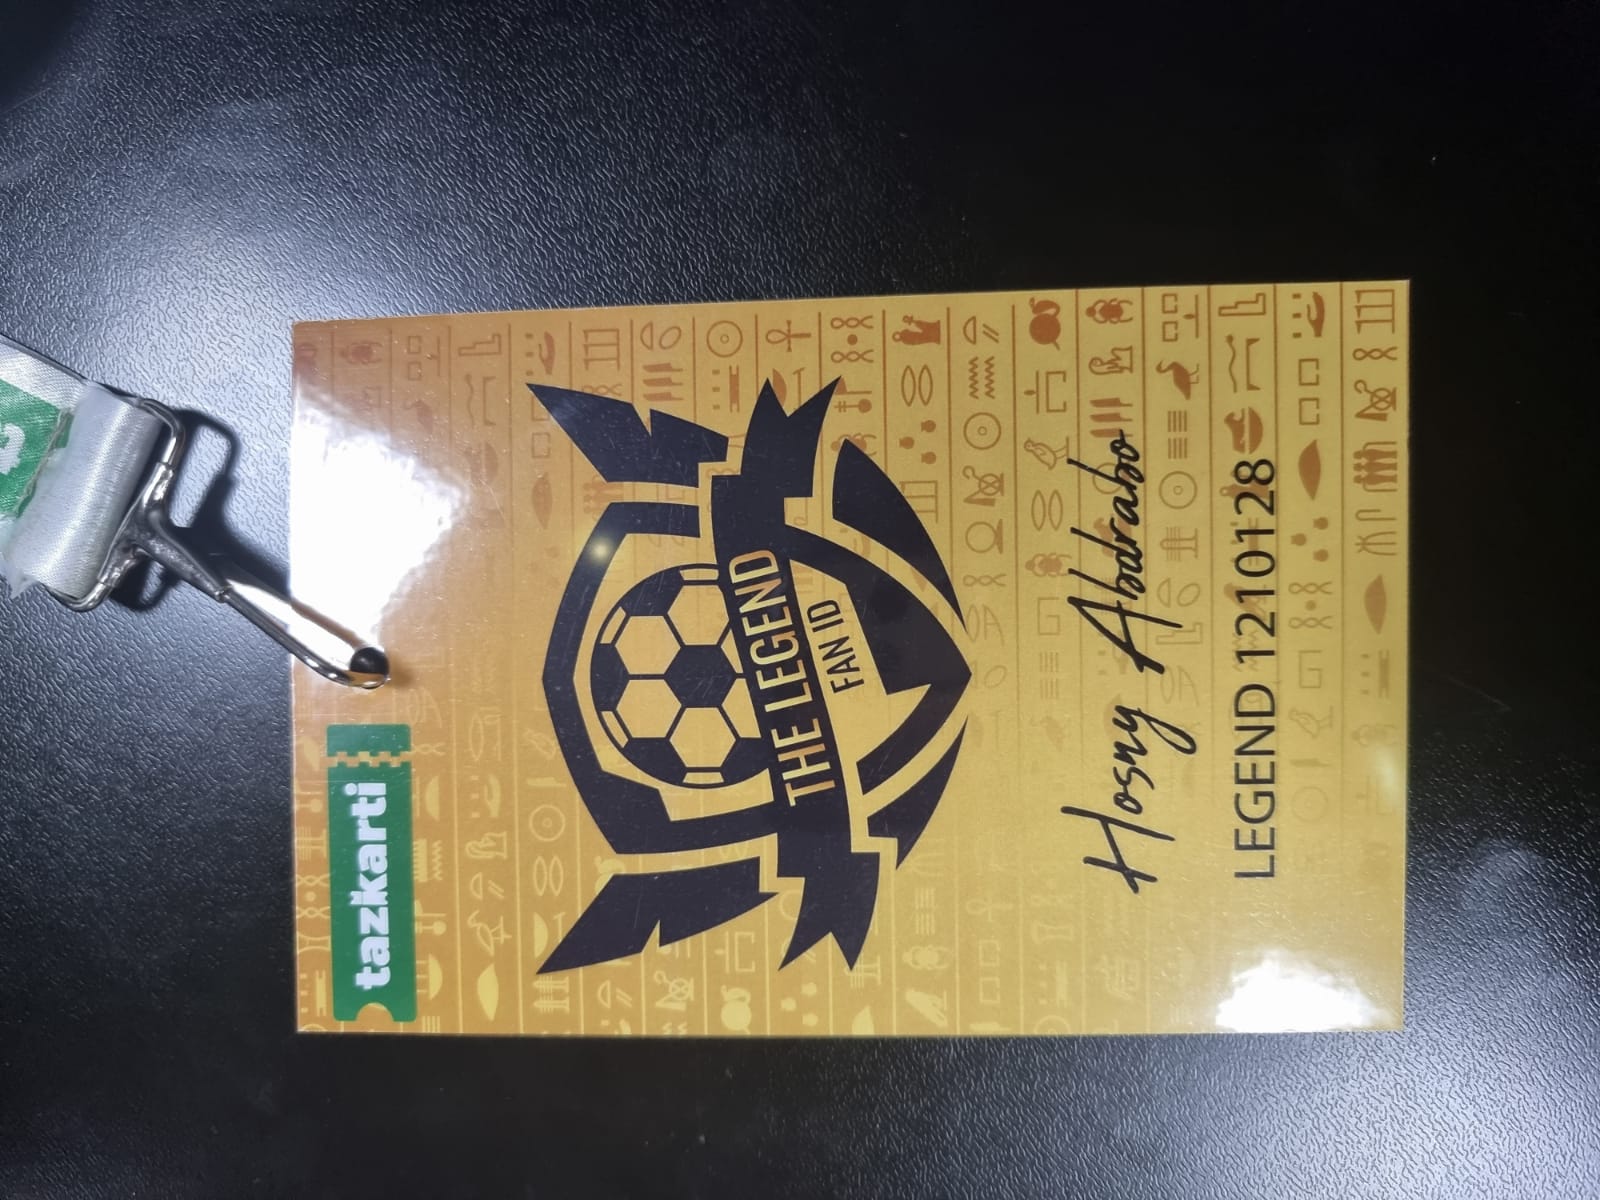 tazkarti
THE LEGEND
FAN ID
Hosny Abdrabo
LEGEND 1210128